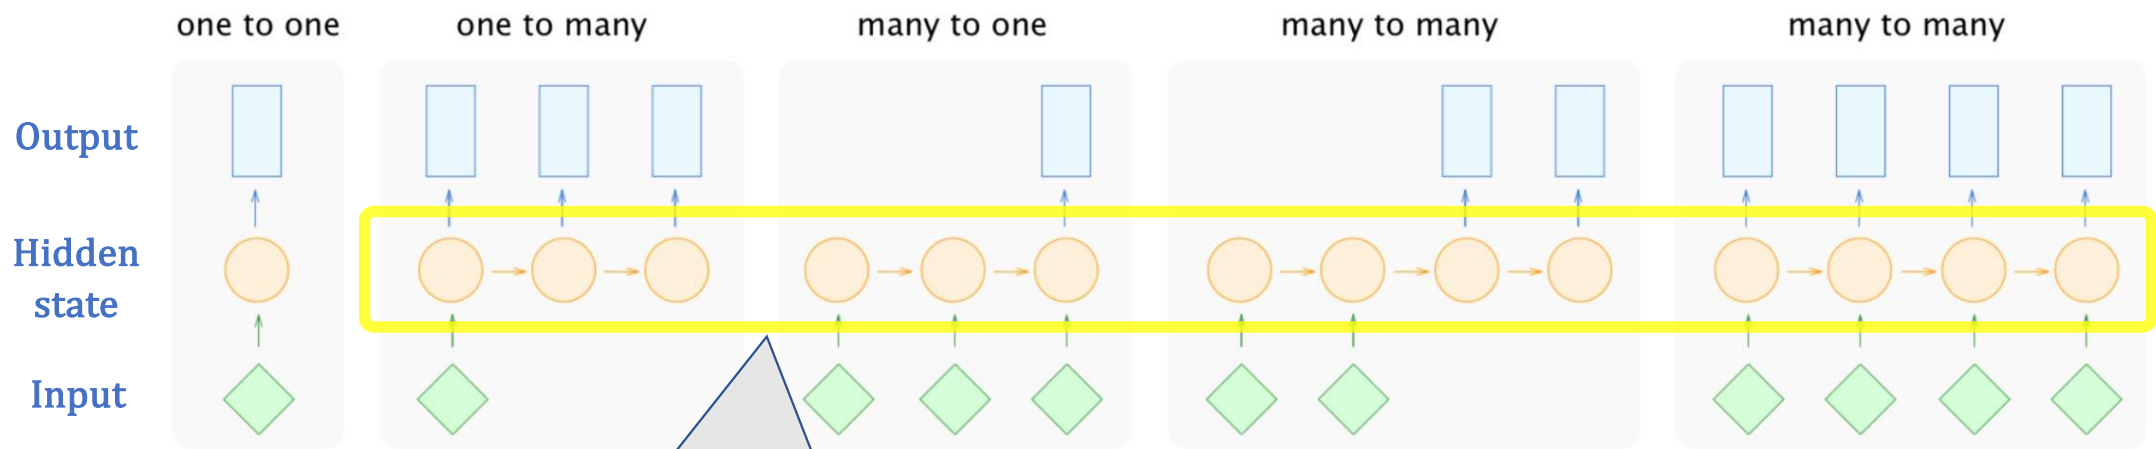 one to one
one to many
many to one
many to many
many to many
Output
Hidden
state
Input